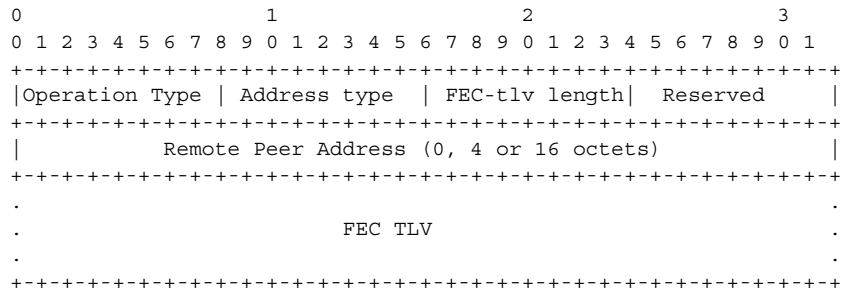 0                   1                   2                   3
0 1 2 3 4 5 6 7 8 9 0 1 2 3 4 5 6 7 8 9 0 1 2 3 4 5 6 7 8 9 0 1
+-+-+-+-+-+-+-+-+-+-+-+-+-+-+-+-+-+-+-+-+-+-+-+-+-+-+-+-+-+-+-+-+
|Operation Type | Address type  | FEC-tlv length|  Reserved     |
+-+-+-+-+-+-+-+-+-+-+-+-+-+-+-+-+-+-+-+-+-+-+-+-+-+-+-+-+-+-+-+-+
|           Remote Peer Address (0, 4 or 16 octets)             |
+-+-+-+-+-+-+-+-+-+-+-+-+-+-+-+-+-+-+-+-+-+-+-+-+-+-+-+-+-+-+-+-+
.                                                               .
.                         FEC TLV                               .
.                                                               .
+-+-+-+-+-+-+-+-+-+-+-+-+-+-+-+-+-+-+-+-+-+-+-+-+-+-+-+-+-+-+-+-+